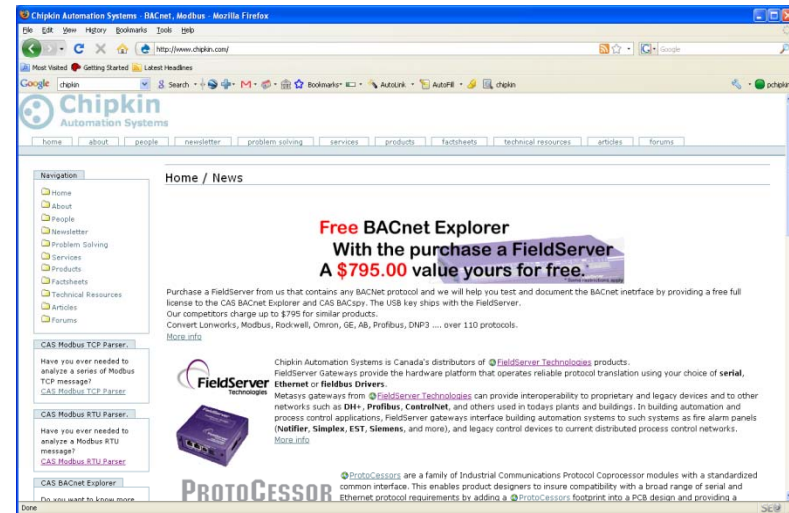 Chipkin Automation Systems - BACnet, Modbus - Mozilla Firefox
File Edit View History Bookmarks Tools Help
http://www.chipkin.com/
Google
Most Visited Getting Started Latest Headlines
Google chipkin Search Bookmarks AutoLink AutoFill chipkin pchipkin
Chipkin
Automation Systems
home about people newsletter problem solving services products factsheets technical resources articles forums
Navigation
Home
About
People
Newsletter
Problem Solving
Services
Products
Factsheets
Technical Resources
Articles
Forums
CAS Modbus TCP Parser.
Have you ever needed to
analyze a series of Modbus
TCP message?
CAS Modbus TCP Parser
CAS Modbus RTU Parser.
Have you ever needed to
analyze a Modbus RTU
message?
CAS Modbus RTU Parser
CAS BACnet Explorer
Do you want to know more
Home / News
Free BACnet Explorer
With the purchase a FieldServer
A $795.00 value yours for free.
* Some restrictions apply
Purchase a FieldServer from us that contains any BACNet protocol and we will help you test and document the BACnet inetrface by providing a free full
license to the CAS BACnet Explorer and CAS BACspy. The USB key ships with the FieldServer.
Our competitors charge up to $795 for similar products.
Convert Lonworks, Modbus, Rockwell, Omron, GE, AB, Profibus, DNP3 .... over 110 protocols.
More info
FieldServer
Technologies
Chipkin Automation Systems is Canada's distributors of FieldServer Technologies products.
FieldServer Gateways provide the hardware platform that operates reliable protocol translation using your choice of serial,
Ethernet or fieldbus Drivers.
Metasys gateways from FieldServer Technologies can provide interoperability to proprietary and legacy devices and to other
networks such as DH+, Profibus, ControlNet, and others used in todays plants and buildings. In building automation and
process control applications, FieldServer gateways interface building automation systems to such systems as fire alarm panels
(Notifier, Simplex, EST, Siemens, and more), and legacy control devices to current distributed process control networks.
More info
PROTOCESSOR
ProtoCessors are a family of Industrial Communications Protocol Coprocessor modules with a standardized
common interface. This enables product designers to insure compatibility with a broad range of serial and
Ethernet protocol requirements by adding a ProtoCessors footprint into a PCB design and providing a
Done